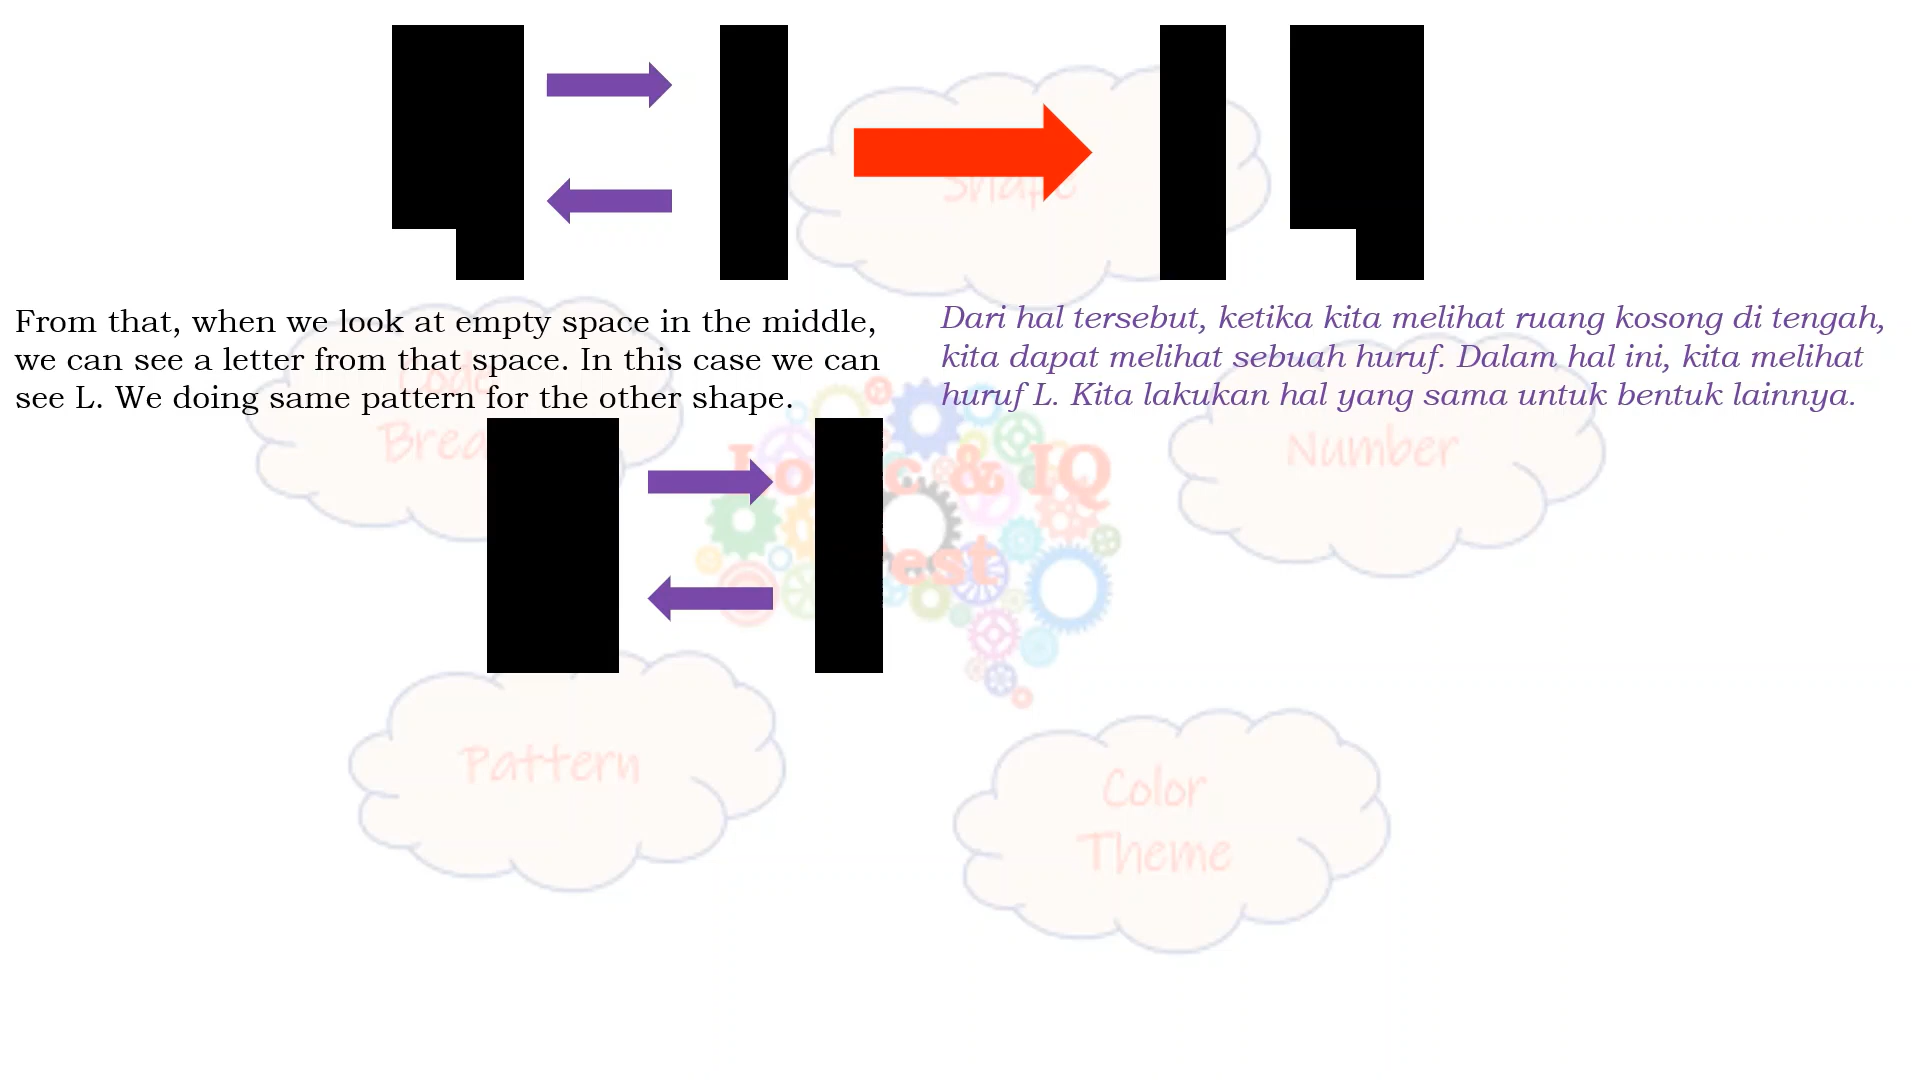 Shape
From that, when we look at empty space in the middle,
we can see a letter from that space. In this case we can
see L. We doing same pattern for the other shape.
Dari hal tersebut, ketika kita melihat ruang kosong di tengah,
kita dapat melihat sebuah huruf. Dalam hal ini, kita melihat
huruf L. Kita lakukan hal yang sama untuk bentuk lainnya.
Code
Number
& IQ
Pattern
Color
Theme